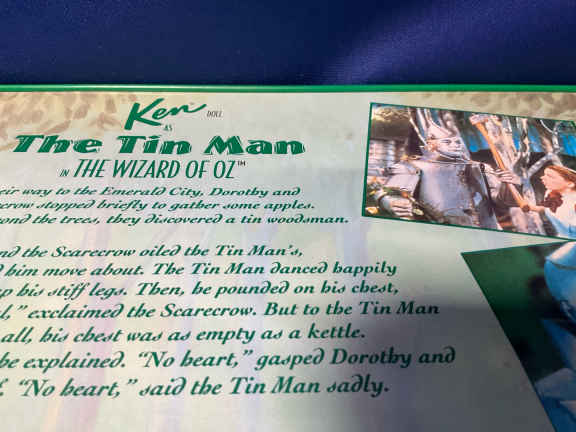 Ken DOLL
AS
The Tin Man
IN THE WIZARD OF OZ™
way to the Emerald City, Dorothy and
stopped briefly to gather some apples.
the trees, they discovered a tin woodsman.
the Scarecrow oiled the Tin Man's,
him move about. The Tin Man danced happily
his stiff legs. Then, he pounded on his chest,
exclaimed the Scarecrow. But to the Tin Man
all, his chest was as empty as a kettle.
he explained. “No heart,” gasped Dorothy and
“No heart,” said the Tin Man sadly.